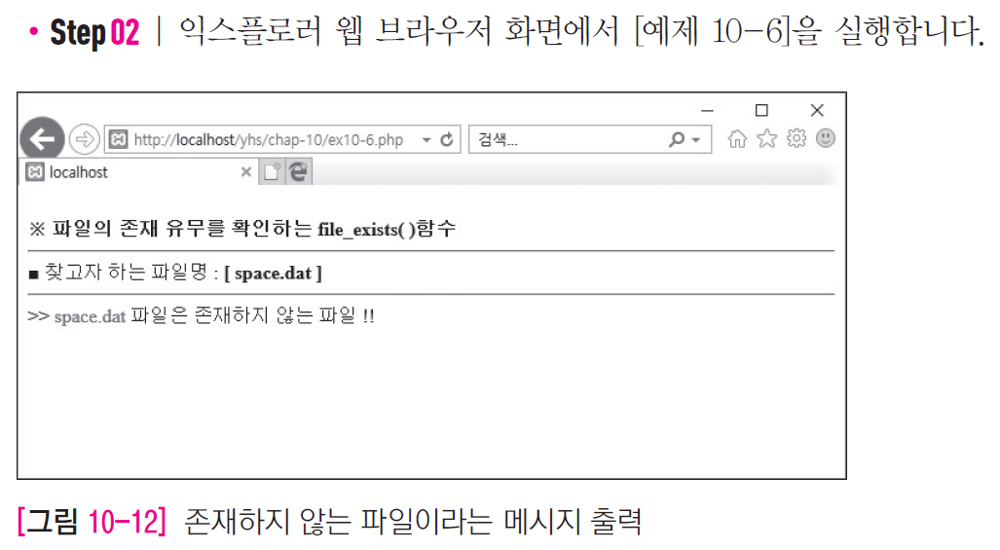 • Step 02 | 익스플로러 웹 브라우저 화면에서 [예제 10-6]을 실행합니다.
http://localhost/yhs/chap-10/ex10-6.php
검색...
localhost
※ 파일의 존재 유무를 확인하는 file_exists( )함수
■ 찾고자 하는 파일명 : [ space.dat ]
>> space.dat 파일은 존재하지 않는 파일 !!
[그림 10-12] 존재하지 않는 파일이라는 메시지 출력